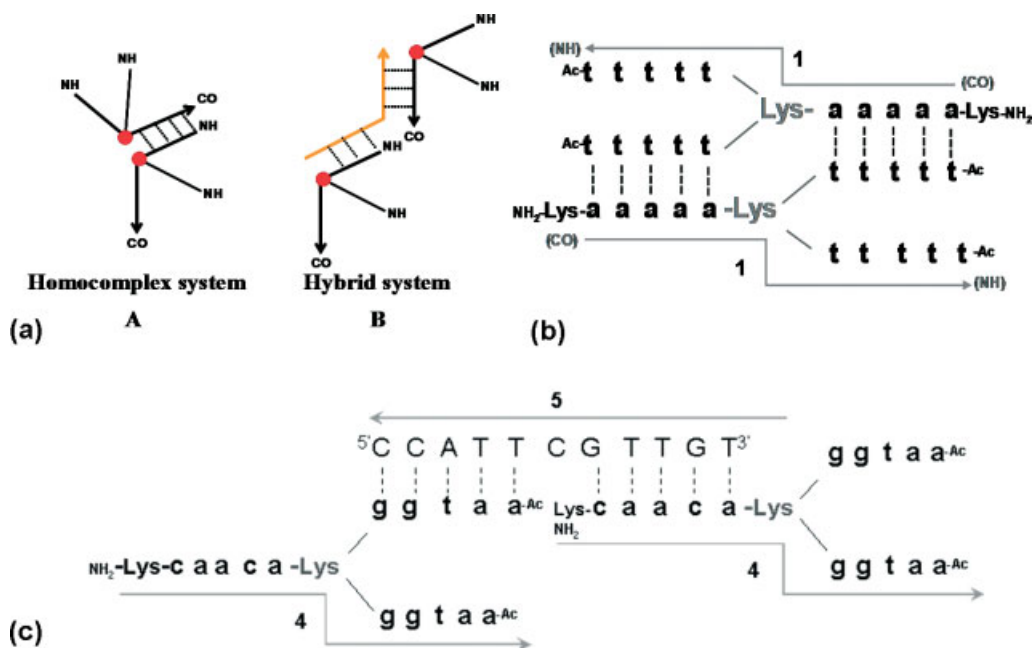 NH
NH
CO
NH
NH
CO
Homocomplex system
A
NH
NH
CO
NH
NH
CO
Hybrid system
B
(a)
(NH)
1
Ac-t t t t t
(CO)
Lys- a a a a a-Lys-NH2
Ac-t t t t t
t t t t t -Ac
NH2-Lys-a a a a a -Lys
(CO)
t t t t t-Ac
1
(NH)
(b)
5
5'C C A T T C G T T G T3'
g g t a a-Ac
g g t a a-Ac
Lys-c a a c a -Lys
NH2
NH2-Lys-c a a c a -Lys
4
g g t a a-Ac
g g t a a-Ac
4
(c)